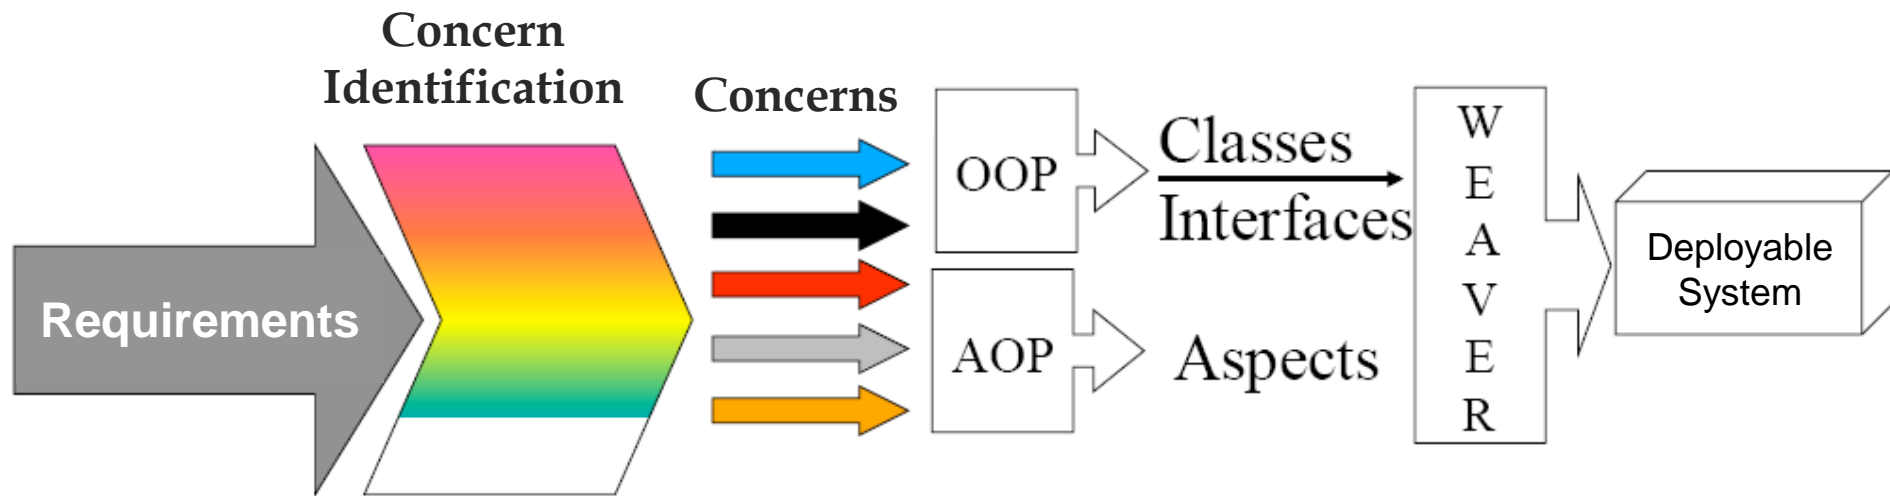 Concern
Identification
Concerns
Requirements
OOP
Classes
Interfaces
AOP
Aspects
W
E
A
V
E
R
Deployable
System